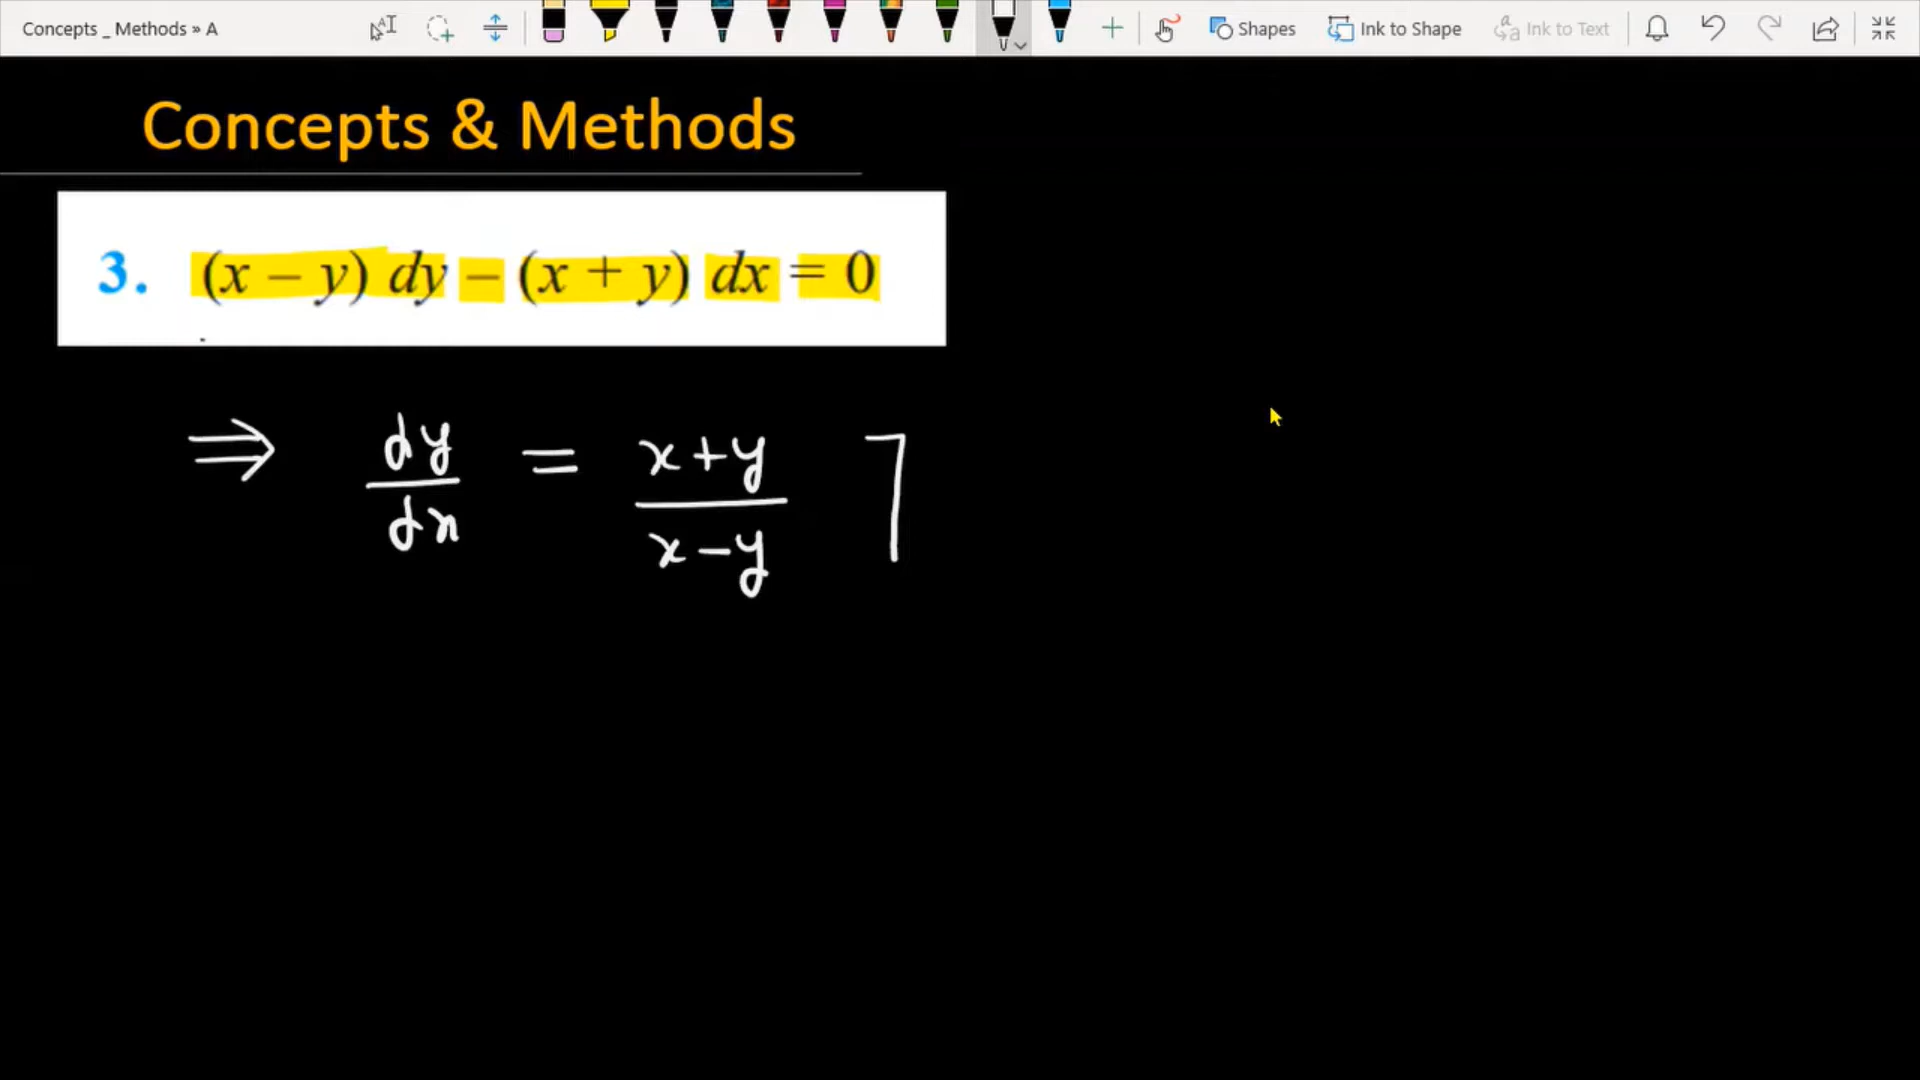 Concepts _ Methods » A
Shapes
Ink to Shape
Ink to Text
Concepts & Methods
3. (x – y) dy – (x + y) dx = 0
⇒ dy/dx = x+y/x-y ]